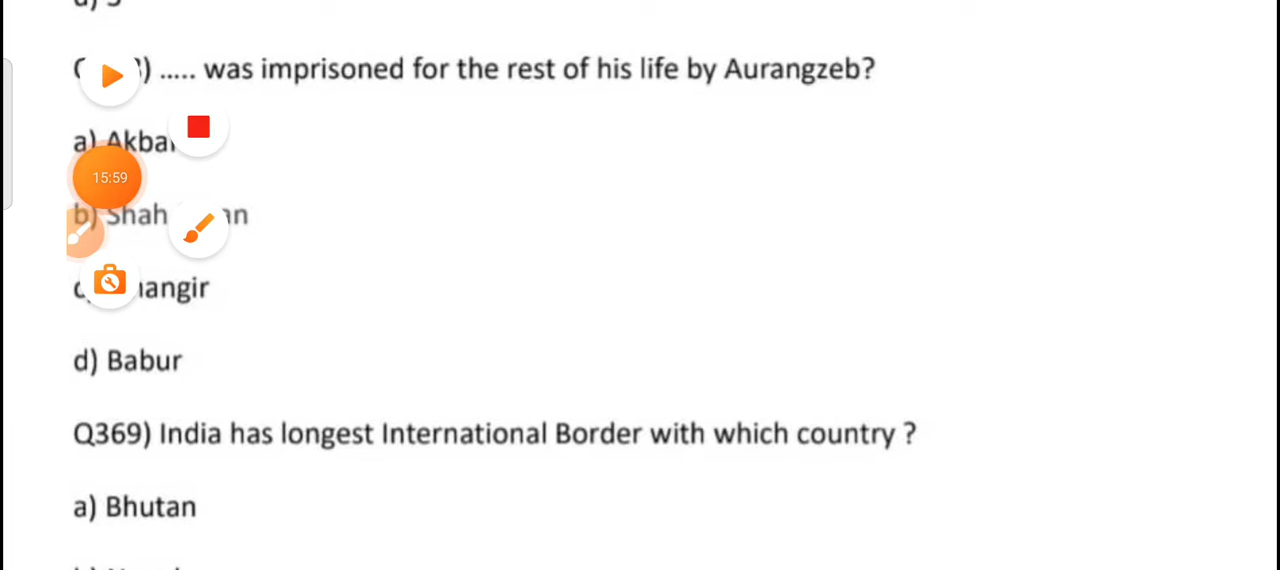 ..... was imprisoned for the rest of his life by Aurangzeb?
a)
15:59
b) Shah
d) Babur
Q369) India has longest International Border with which country ?
a) Bhutan